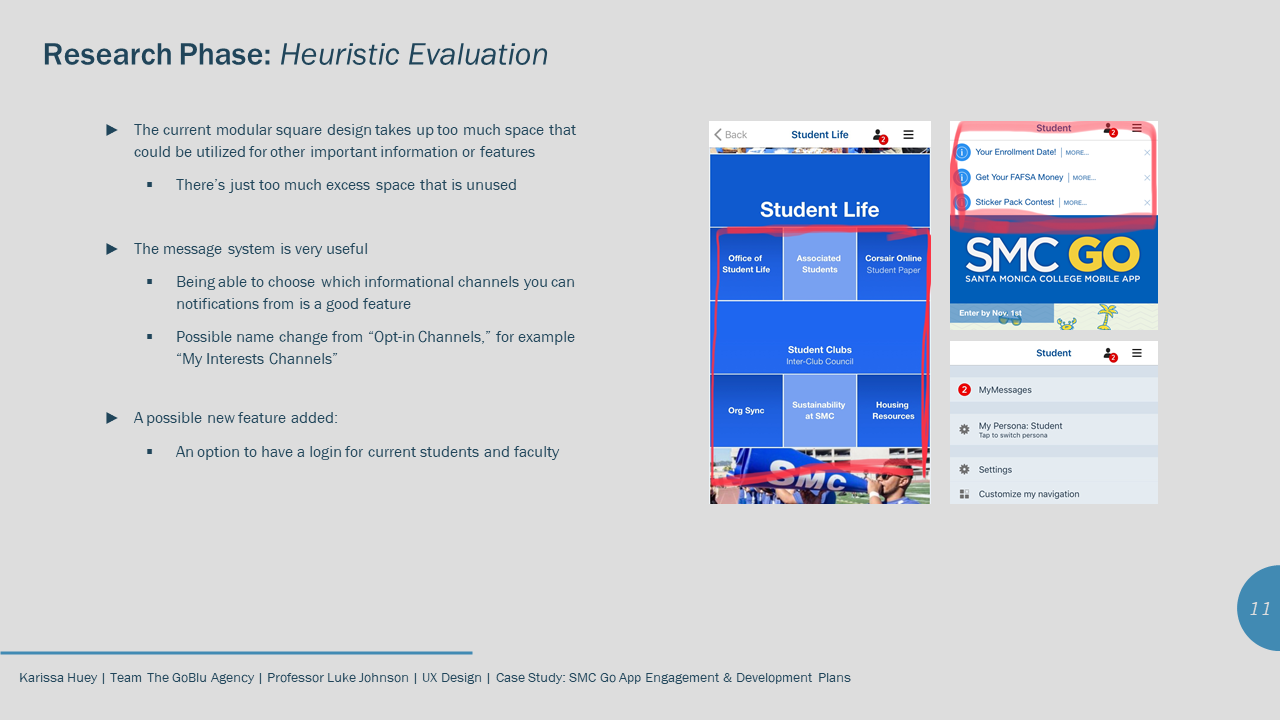 Research Phase: Heuristic Evaluation
The current modular square design takes up too much space that
could be utilized for other important information or features
There's just too much excess space that is unused
The message system is very useful
Being able to choose which informational channels you can
notifications from is a good feature
Possible name change from “Opt-in Channels,” for example
“My Interests Channels”
A possible new feature added:
An option to have a login for current students and faculty
Back
Student Life
2
Student Life
Office of
Student Life
Associated
Students
Corsair Online
Student Paper
Student Clubs
Inter-Club Council
Org Sync
Sustainability
at SMC
Housing
Resources
SMC
Student
2
Your Enrollment Date! | MORE...
Get Your FAFSA Money | MORE...
Sticker Pack Contest | MORE...
SMC GO
SANTA MONICA COLLEGE MOBILE APP
Enter by Nov. 1st
Student
2
2 MyMessages
My Persona: Student
Tap to switch persona
Settings
Customize my navigation
11
Karissa Huey | Team The GoBlu Agency | Professor Luke Johnson | UX Design | Case Study: SMC Go App Engagement & Development Plans